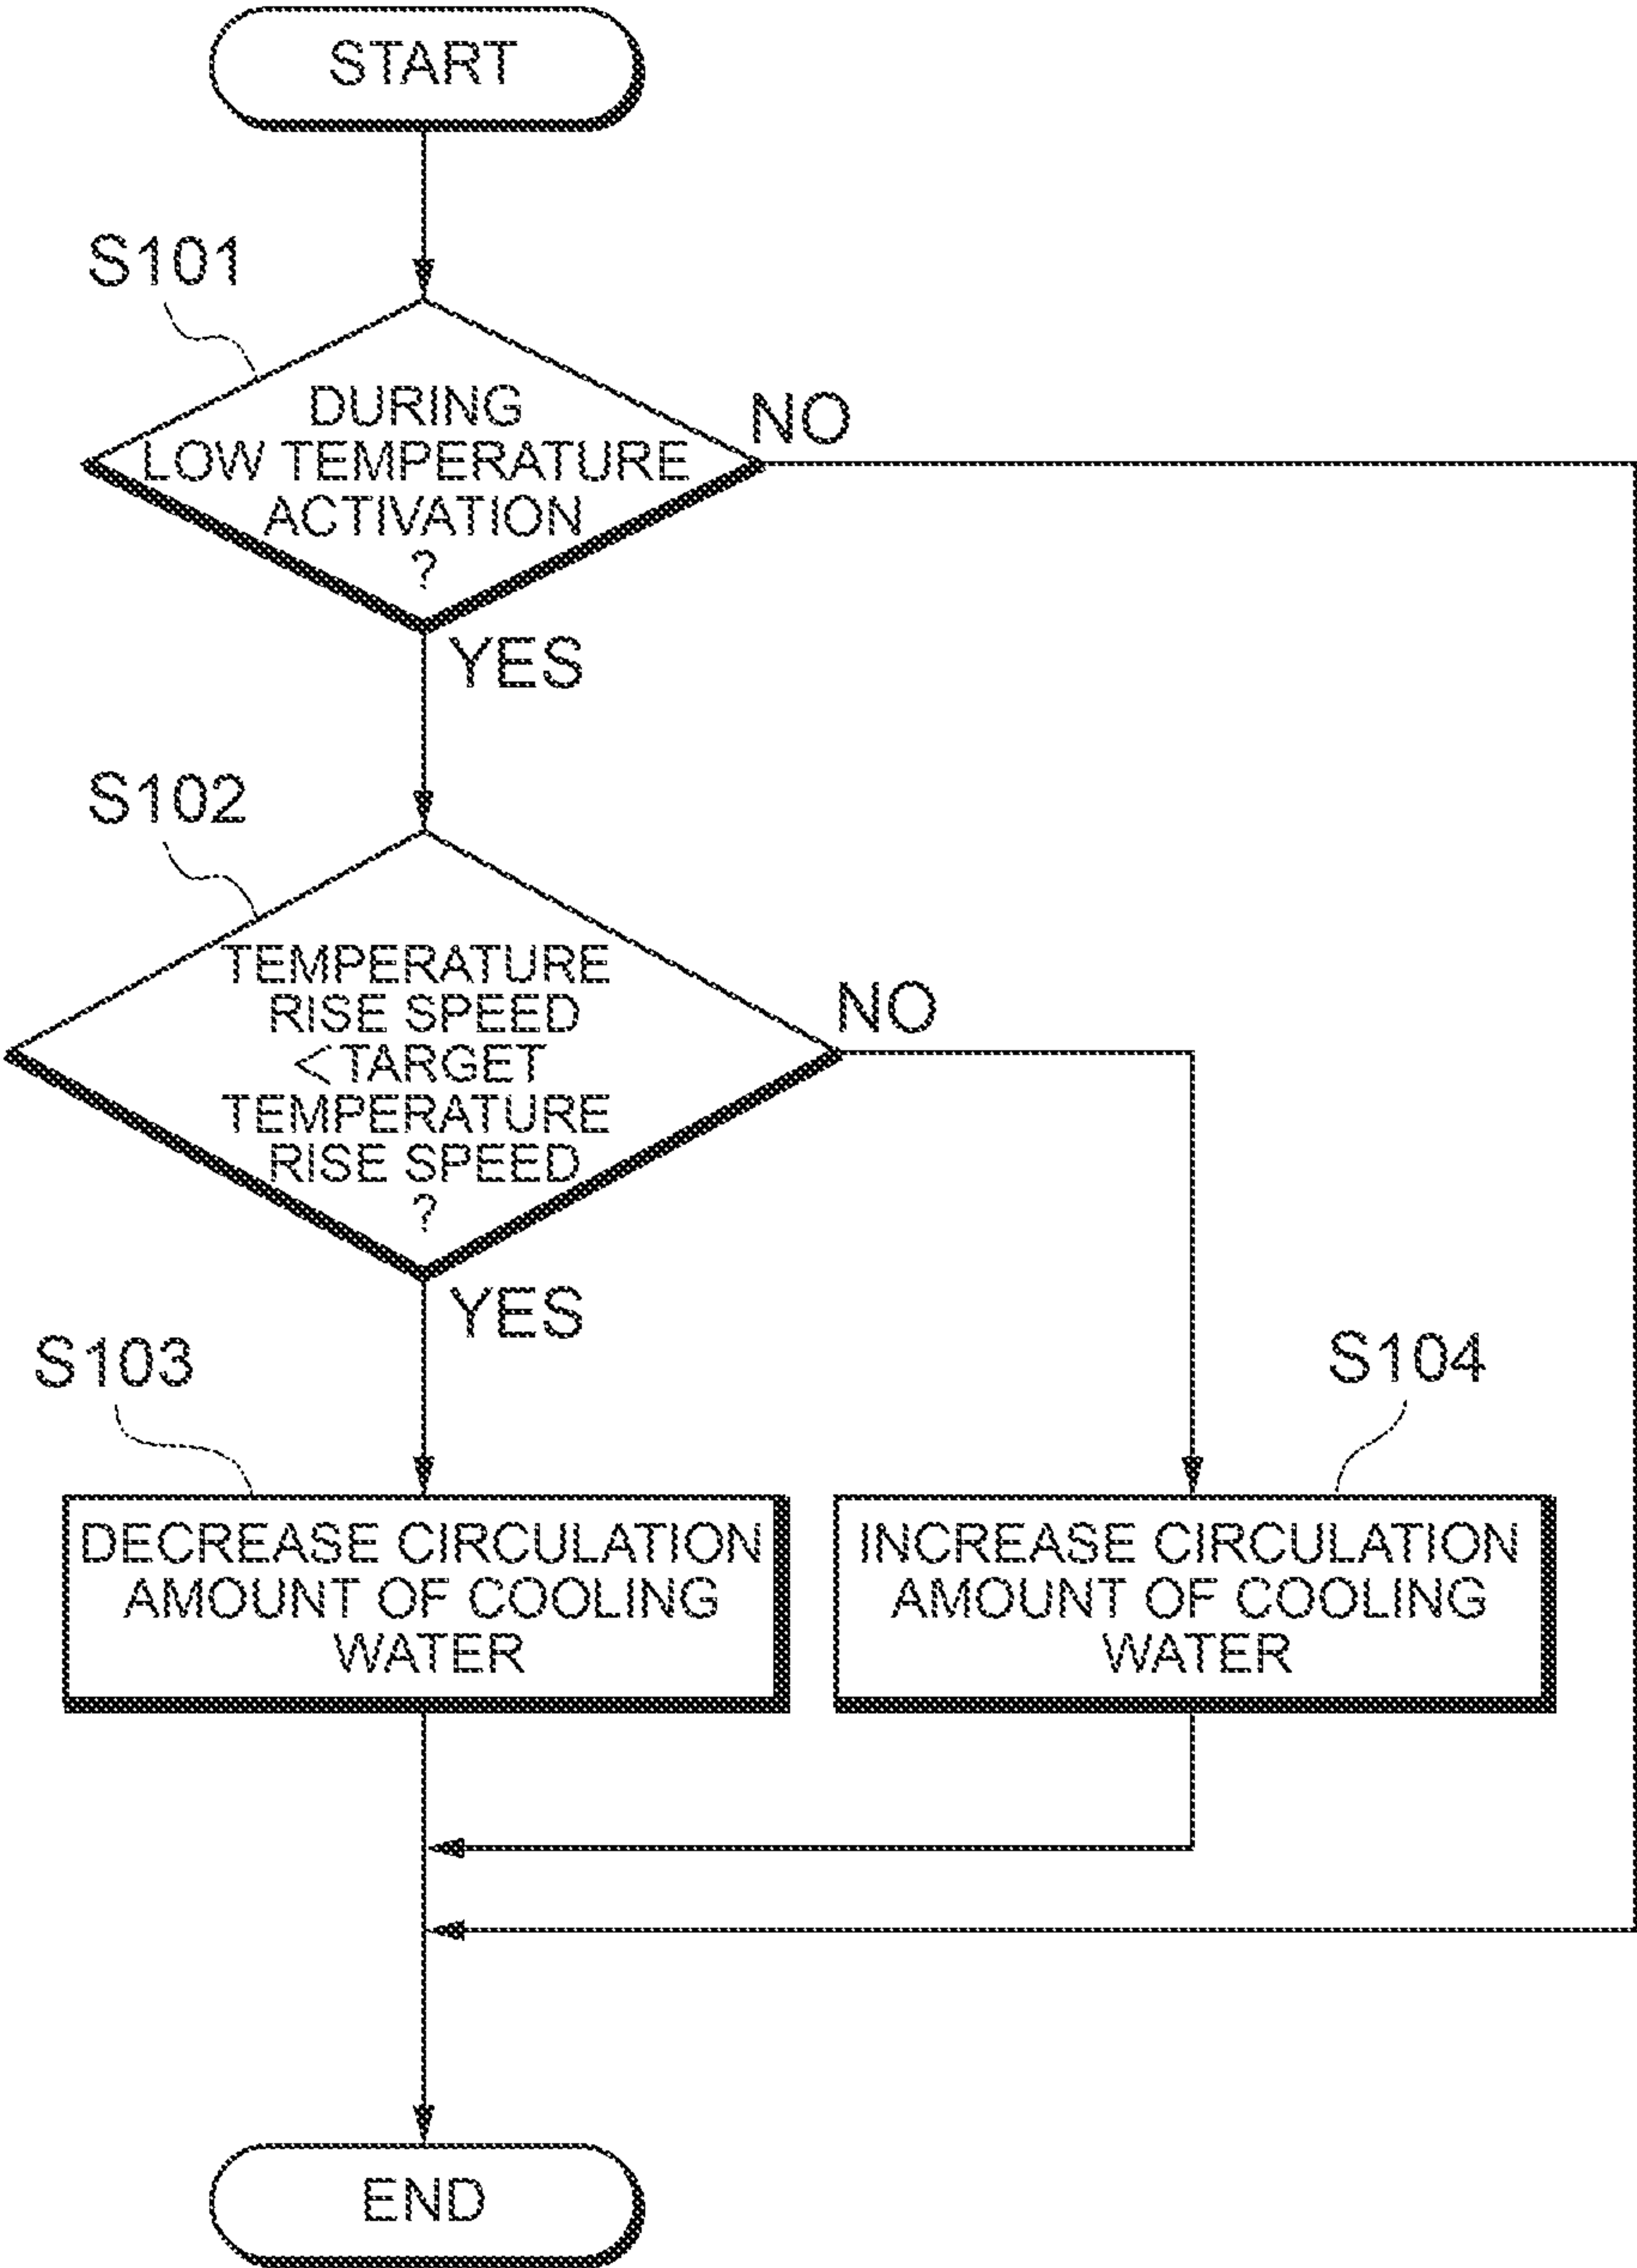 START
S101
DURING
LOW TEMPERATURE
ACTIVATION
?
NO
YES
S102
TEMPERATURE
RISE SPEED
<TARGET
TEMPERATURE
RISE SPEED
?
NO
YES
S103
DECREASE CIRCULATION
AMOUNT OF COOLING
WATER
S104
INCREASE CIRCULATION
AMOUNT OF COOLING
WATER
END